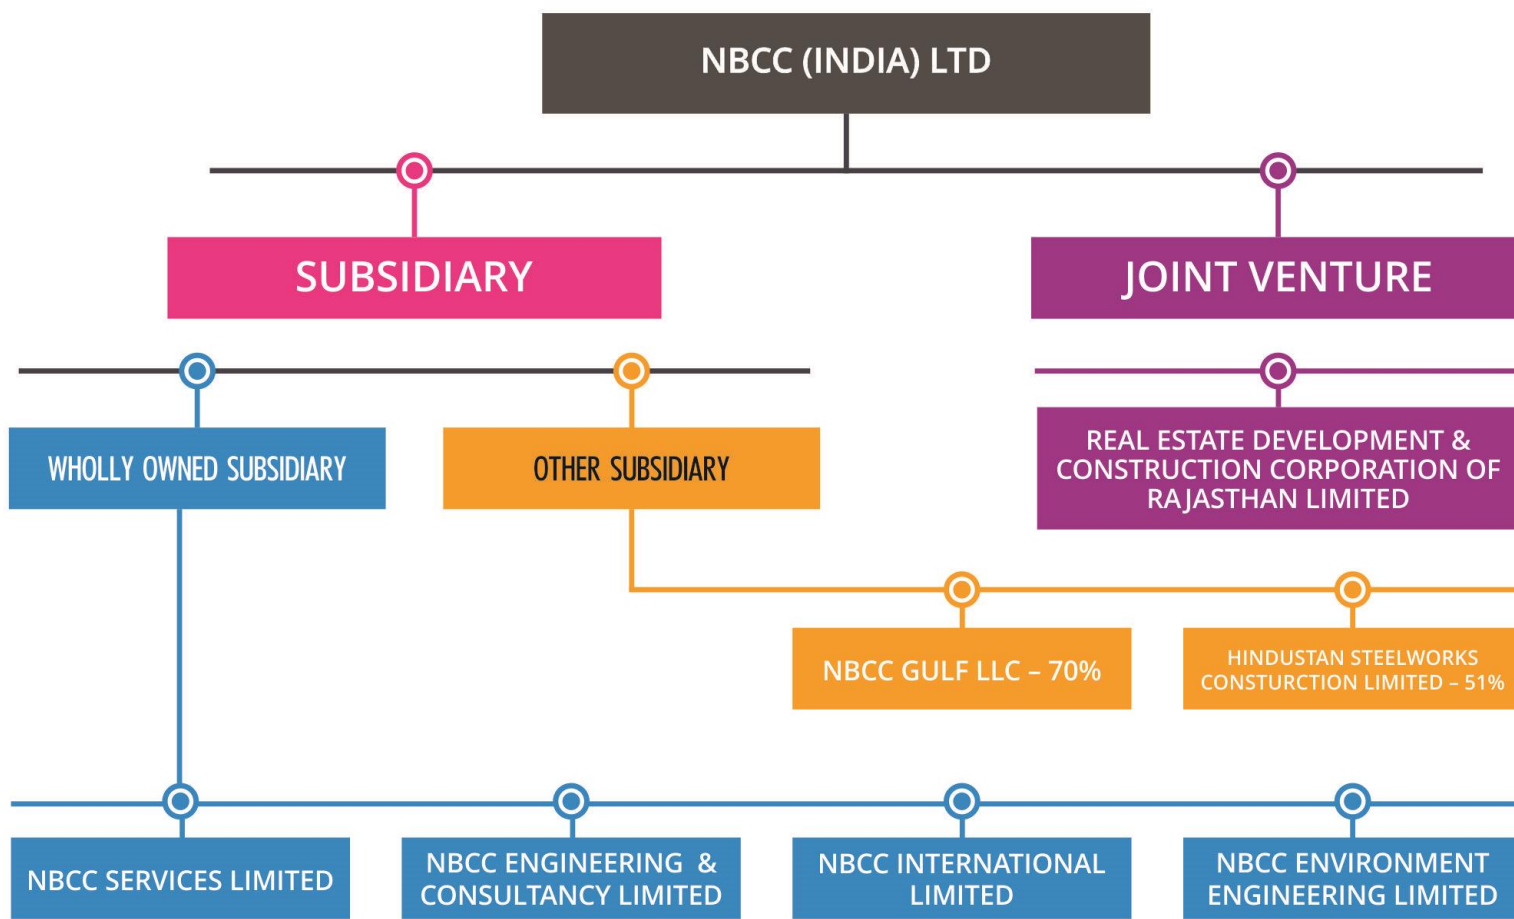 NBCC (INDIA) LTD
SUBSIDIARY
JOINT VENTURE
WHOLLY OWNED SUBSIDIARY
OTHER SUBSIDIARY
REAL ESTATE DEVELOPMENT &
CONSTRUCTION CORPORATION OF
RAJASTHAN LIMITED
NBCC GULF LLC – 70%
HINDUSTAN STEELWORKS
CONSTURCTION LIMITED – 51%
NBCC SERVICES LIMITED
NBCC ENGINEERING &
CONSULTANCY LIMITED
NBCC INTERNATIONAL
LIMITED
NBCC ENVIRONMENT
ENGINEERING LIMITED